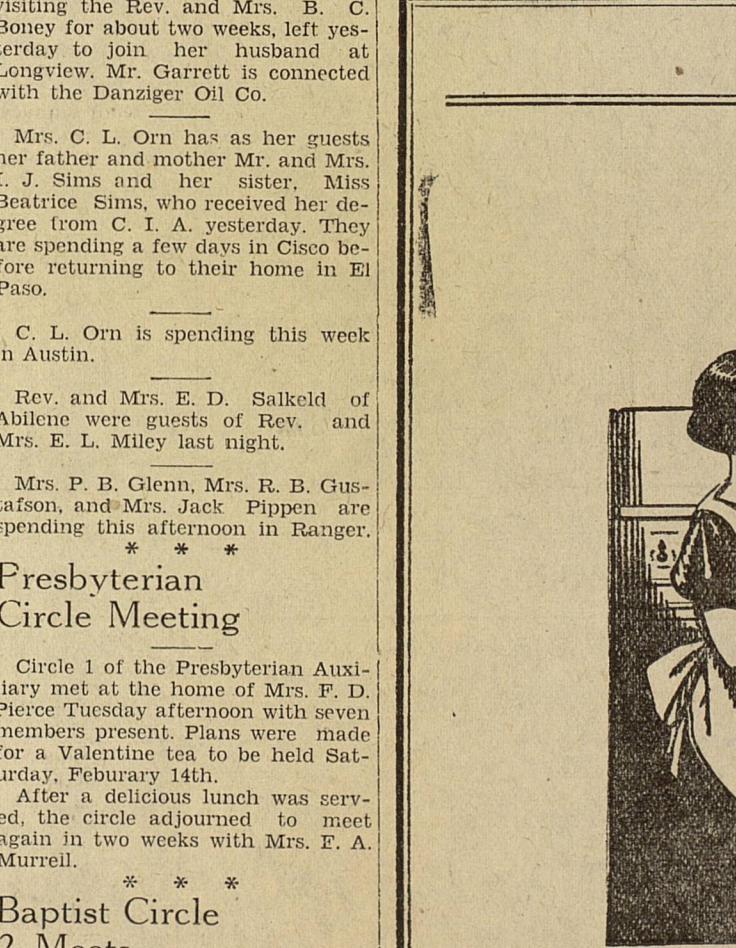 visiting the Rev. and Mrs. B. C.
Boney for about two weeks, left yes-
terday to join her husband at
Longview. Mr. Garrett is connected
with the Danziger Oil Co.
Mrs. C. L. Orn has as her guests
her father and mother Mr. and Mrs.
I. J. Sims and her sister, Miss
Beatrice Sims, who received her de-
gree from C. I. A. yesterday. They
are spending a few days in Cisco be-
fore returning to their home in El
Paso.
C. L. Orn is spending this week
in Austin.
Rev. and Mrs. E. D. Salkeld of
Abilene were guests of Rev. and
Mrs. E. L. Miley last night.
Mrs. P. B. Glenn, Mrs. R. B. Gus-
tafson, and Mrs. Jack Pippen are
spending this afternoon in Ranger.
* * *
Presbyterian
Circle Meeting
Circle 1 of the Presbyterian Auxi-
liary met at the home of Mrs. F. D.
Pierce Tuesday afternoon with seven
members present. Plans were made
for a Valentine tea to be held Sat-
urday, Feburary 14th.
After a delicious lunch was serv-
ed, the circle adjourned to meet
again in two weeks with Mrs. F. A.
Murrell.
* * *
Baptist Circle
2 Meets